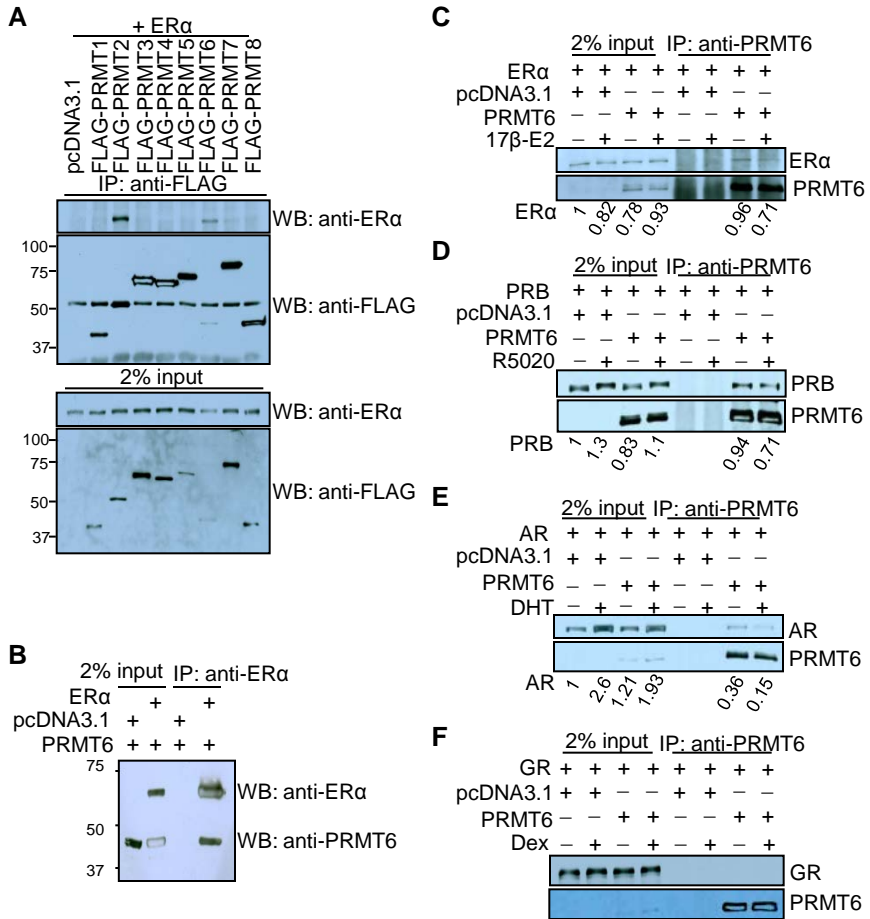 A
+ ERα
pcDNA3.1
FLAG-PRMT1
FLAG-PRMT2
FLAG-PRMT3
FLAG-PRMT4
FLAG-PRMT5
FLAG-PRMT6
FLAG-PRMT7
FLAG-PRMT8
IP: anti-FLAG
WB: anti-ERα
100
75
50
37
WB: anti-FLAG
2% input
WB: anti-ERα
100
75
50
37
WB: anti-FLAG
B
2% input IP: anti-ERα
ERα + +
pcDNA3.1 + +
PRMT6 + + + +
75
50
37
WB: anti-ERα
WB: anti-PRMT6
C
2% input IP: anti-PRMT6
ERα + + + + + + + +
pcDNA3.1 + + − − + + − −
PRMT6 − − + + − − + +
17β-E2 − + − + − + − +
ERα
PRMT6
ERα 1 0.82 0.78 0.93 0.96 0.71
D
2% input IP: anti-PRMT6
PRB + + + + + + + +
pcDNA3.1 + + − − + + − −
PRMT6 − − + + − − + +
R5020 − + − + − + − +
PRB
PRMT6
PRB 1 1.3 0.83 1.1 0.94 0.71
E
2% input IP: anti-PRMT6
AR + + + + + + + +
pcDNA3.1 + + − − + + − −
PRMT6 − − + + − − + +
DHT − + − + − + − +
AR
PRMT6
AR 1 2.6 1.21 1.93 0.36 0.15
F
2% input IP: anti-PRMT6
GR + + + + + + + +
pcDNA3.1 + + − − + + − −
PRMT6 − − + + − − + +
Dex − + − + − + − +
GR
PRMT6